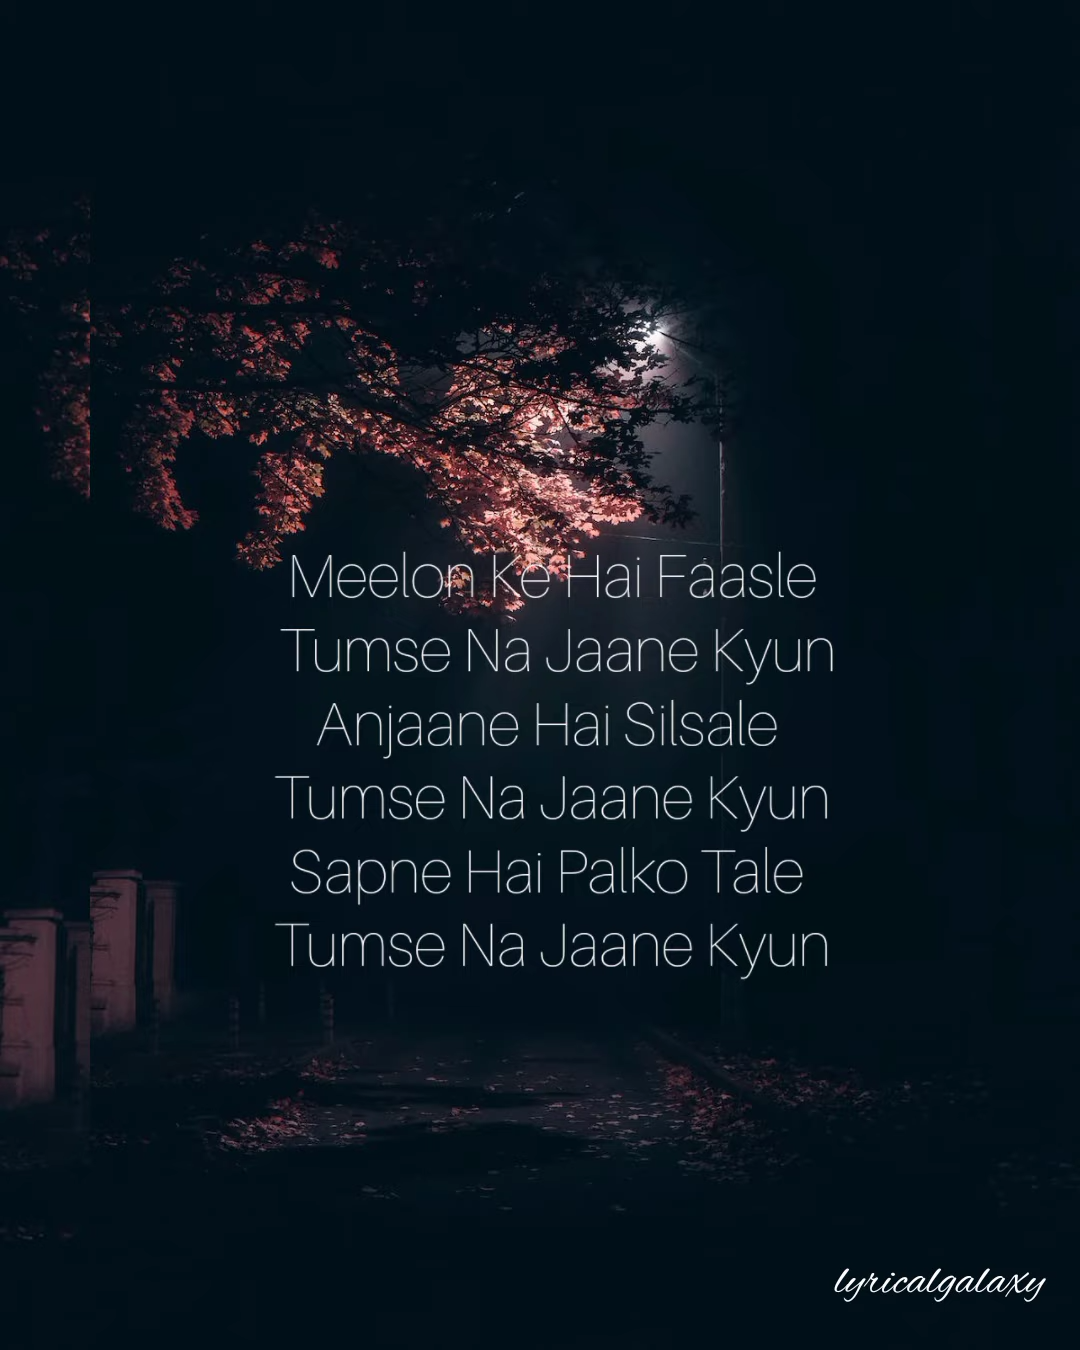 Meelon Ke Hai Faasle
Tumse Na Jaane Kyun
Anjaane Hai Silsale
Tumse Na Jaane Kyun
Sapne Hai Palko Tale
Tumse Na Jaane Kyun
lyricalgalaxy